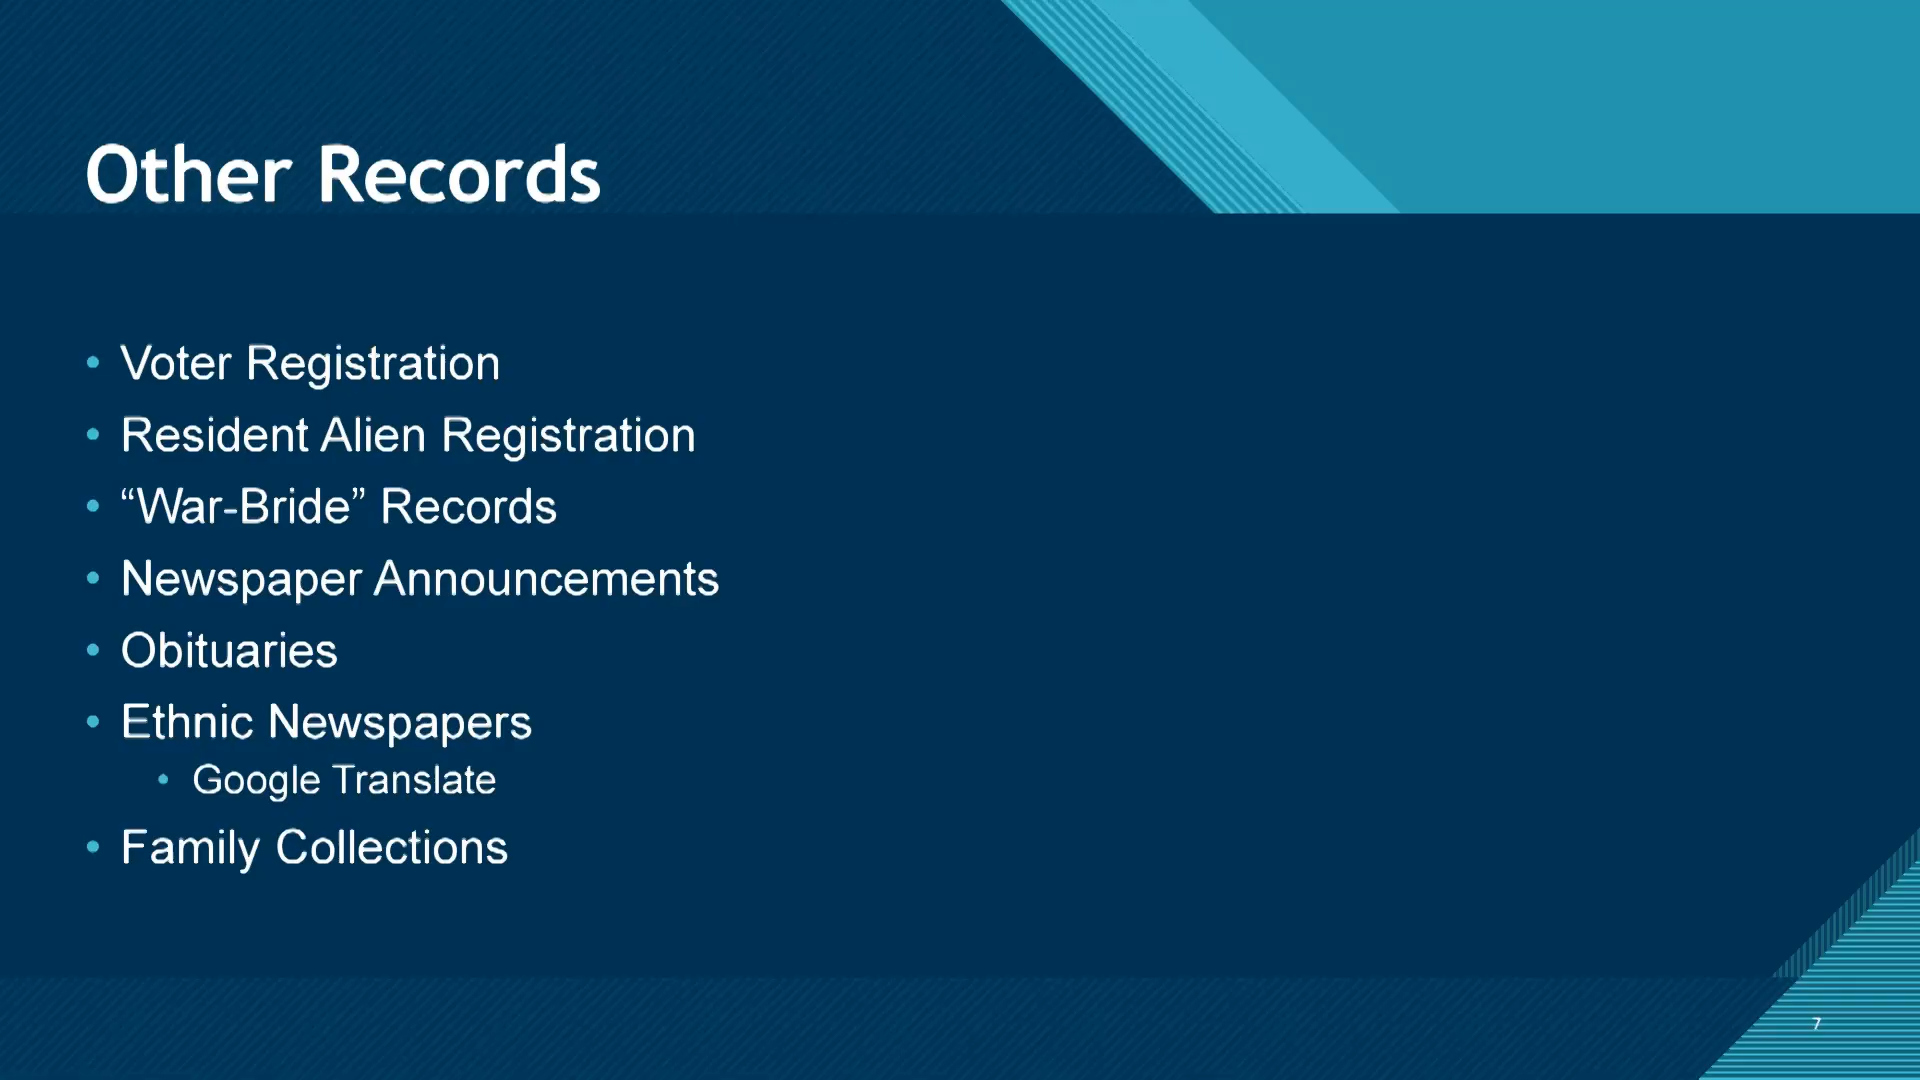 Other Records
• Voter Registration
• Resident Alien Registration
• “War-Bride” Records
• Newspaper Announcements
• Obituaries
• Ethnic Newspapers
• Google Translate
• Family Collections
7